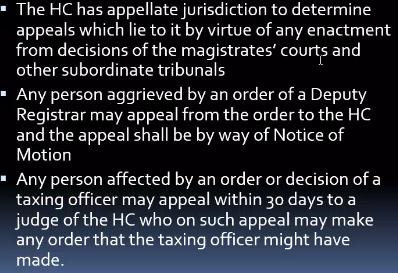 ▪ The HC has appellate jurisdiction to determine
appeals which lie to it by virtue of any enactment
from decisions of the magistrates' courts and
other subordinate tribunals
▪ Any person aggrieved by an order of a Deputy
Registrar may appeal from the order to the HC
and the appeal shall be by way of Notice of
Motion
▪ Any person affected by an order or decision of a
taxing officer may appeal within 30 days to a
judge of the HC who on such appeal may make
any order that the taxing officer might have
made.